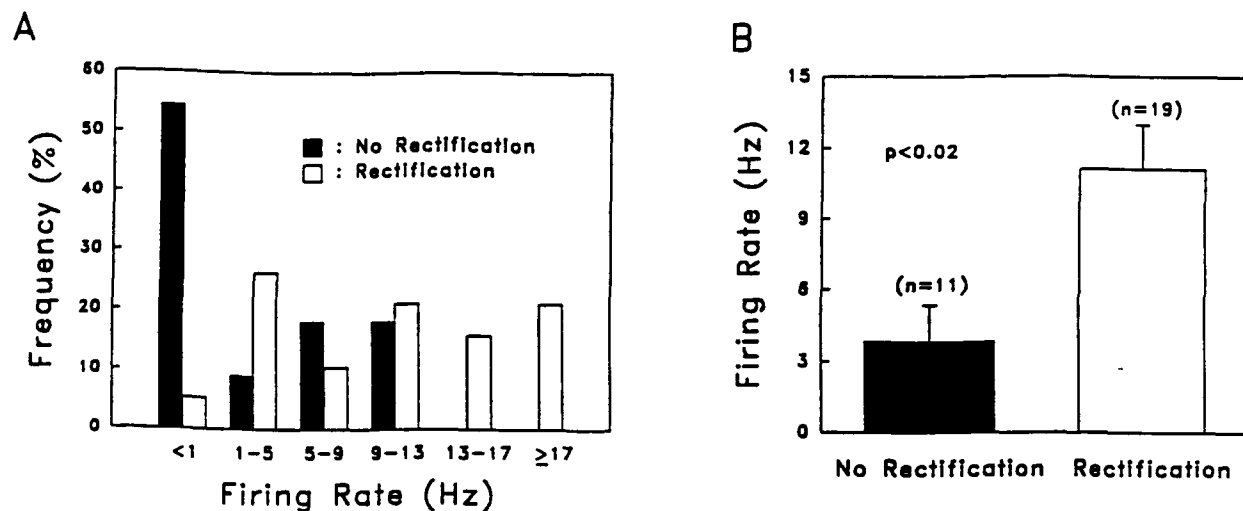 A
60
50
40
30
20
10
0
Frequency (%)
: No Rectification
: Rectification
<1 1-5 5-9 9-13 13-17 ≥17
Firing Rate (Hz)
B
15
12
9
6
3
0
Firing Rate (Hz)
p<0.02
(n=11)
(n=19)
No Rectification Rectification